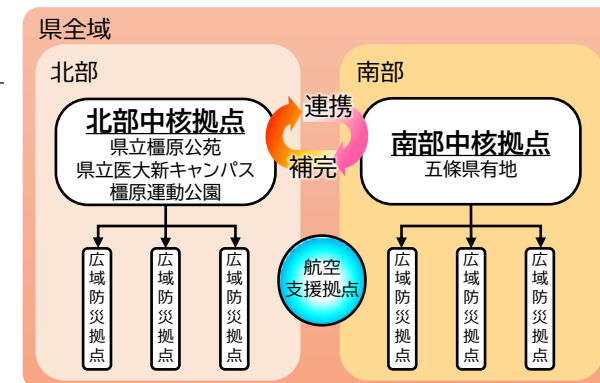 県全域
北部
北部中核拠点
県立橿原公苑
県立医大新キャンパス
橿原運動公園
広域防災拠点
広域防災拠点
広域防災拠点
連携
補完
航空
支援拠点
南部
南部中核拠点
五條県有地
広域防災拠点
広域防災拠点
広域防災拠点